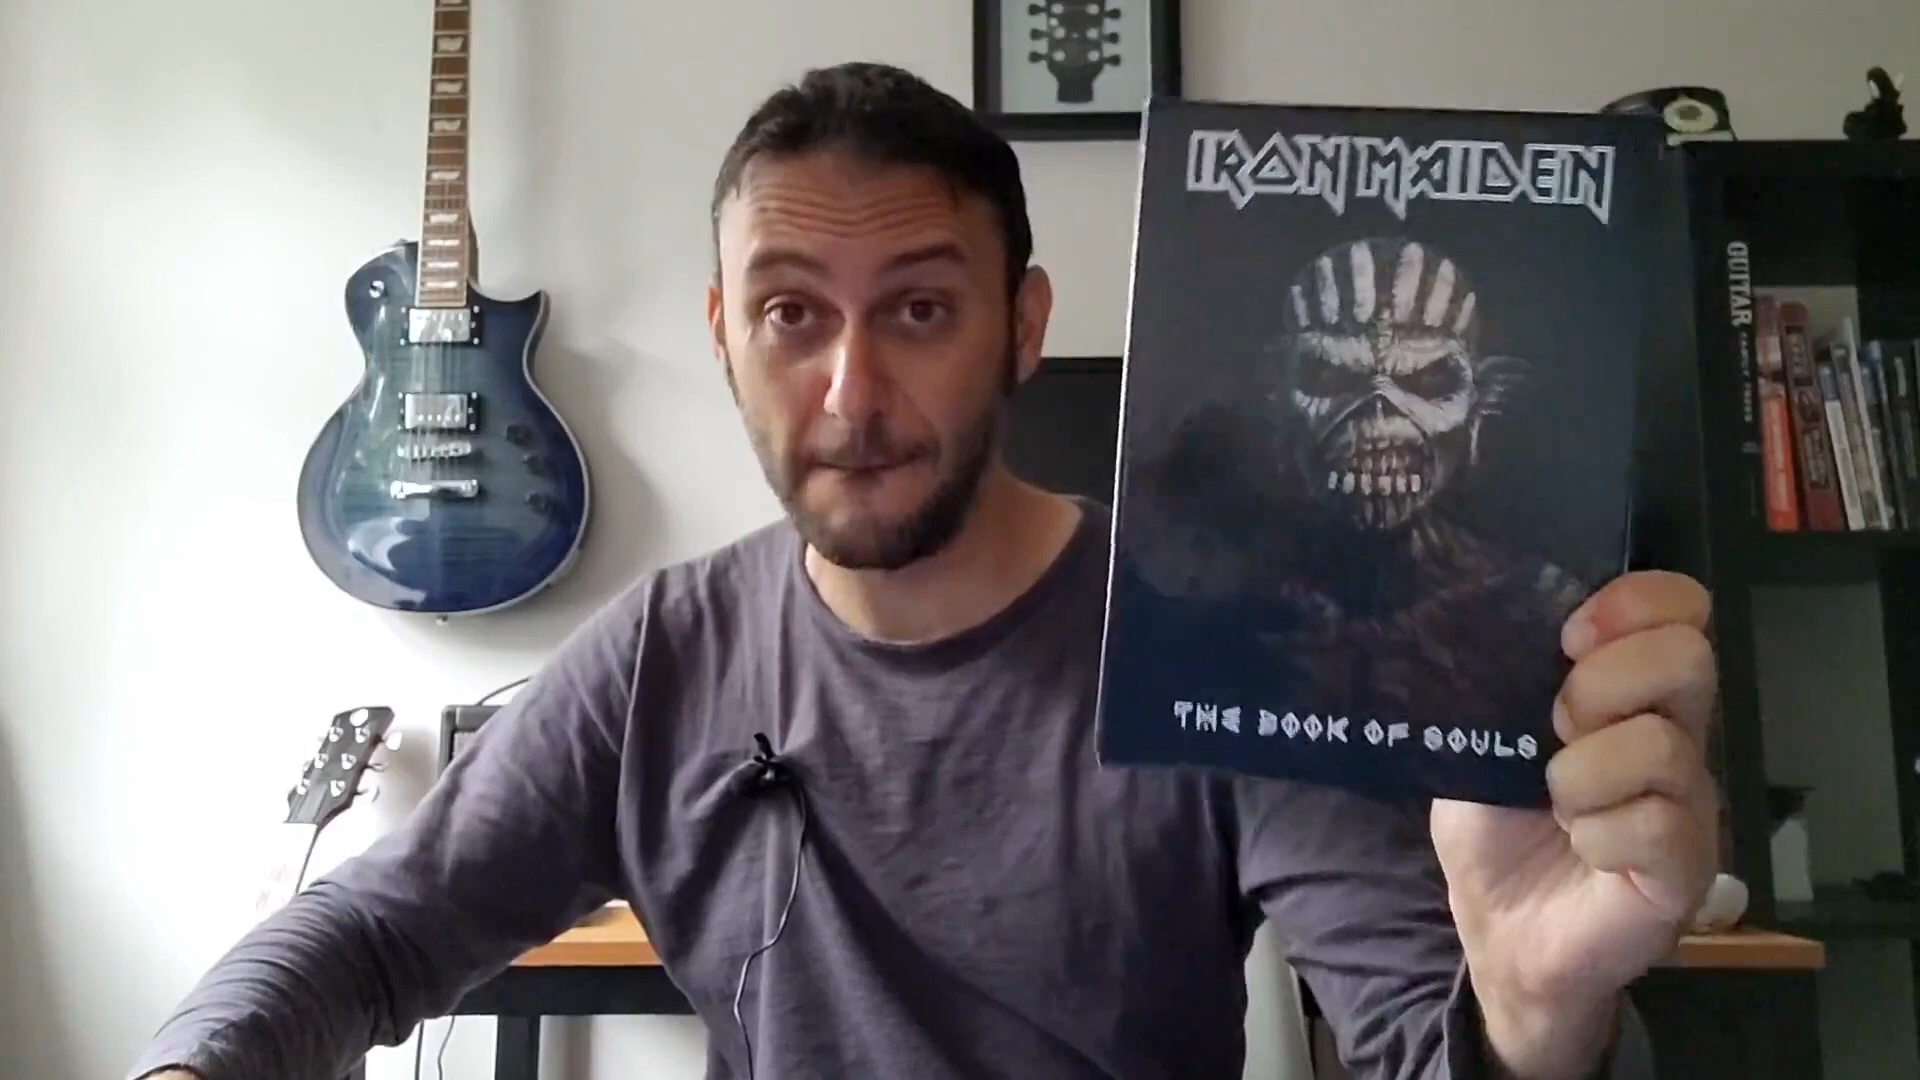 IRON MAIDEN
THE BOOK OF SOULS
GUITAR